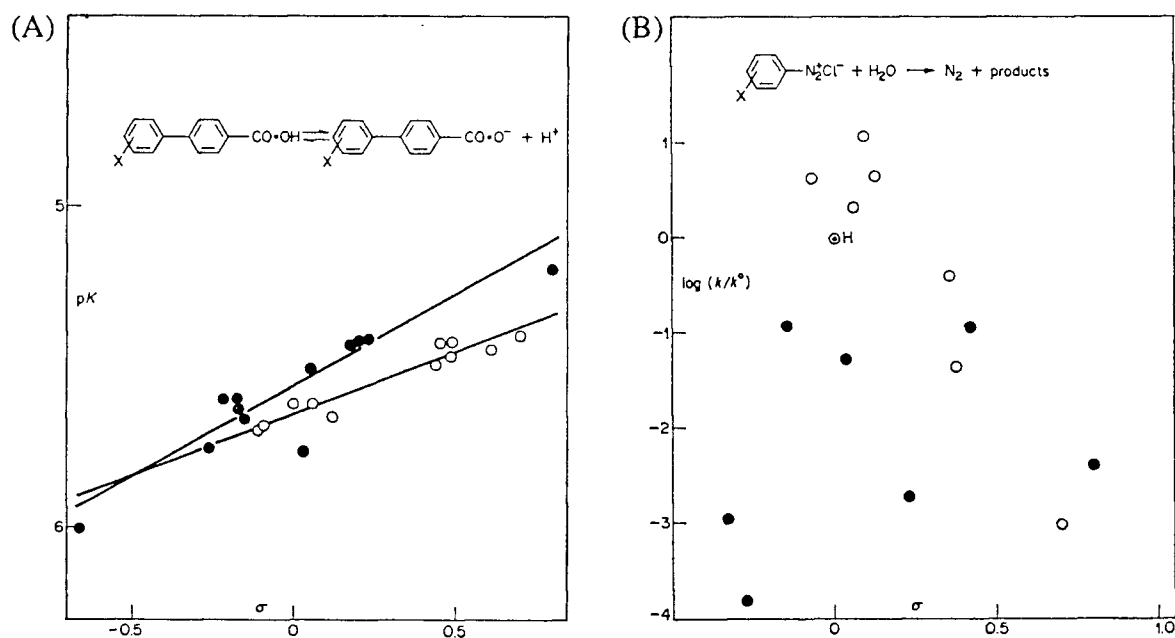 (A)
CO•OH ⇌ CO•O⁻ + H⁺
X
X
5
pK
6
-0.5
0
0.5
σ
(B)
N₂⁺Cl⁻ + H₂O → N₂ + products
X
1
0
H
log (k/k°)
-1
-2
-3
-4
0
σ
0.5
1.0